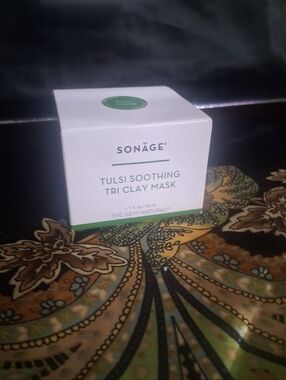 SONÄGE®
TULSI SOOTHING
TRI CLAY MASK
THE NEW NATURALS